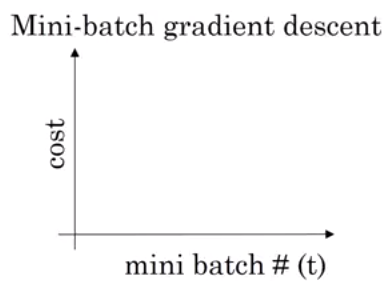 Mini-batch gradient descent
cost
mini batch # (t)